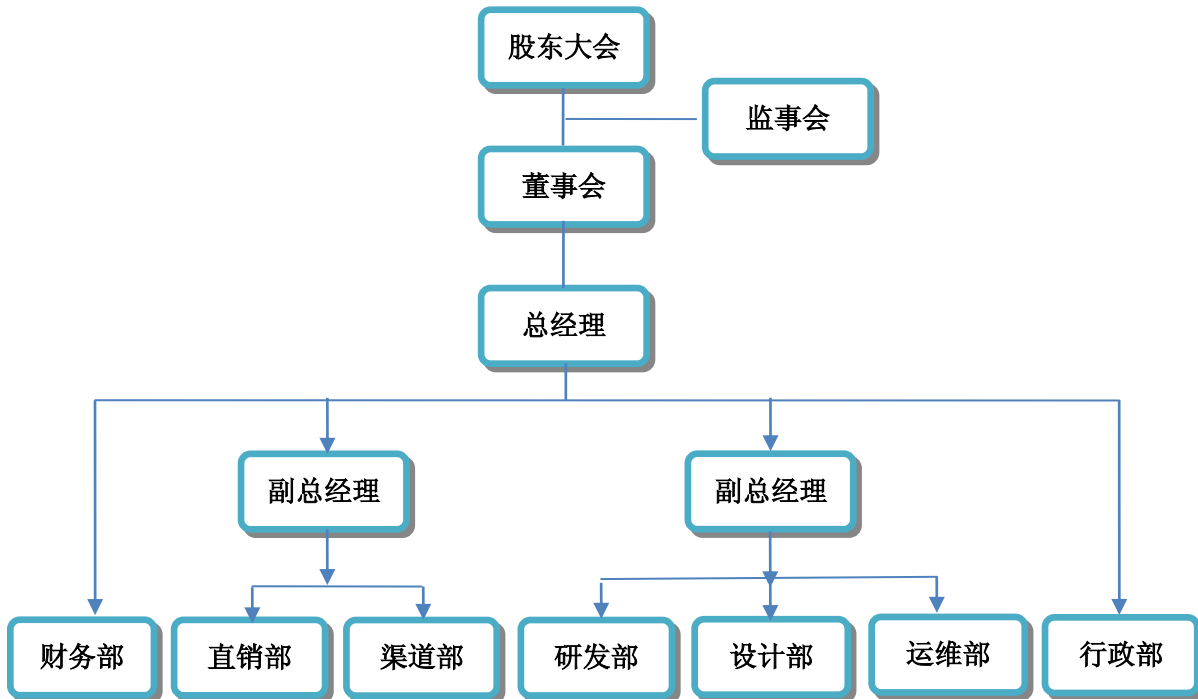 股东大会
监事会
董事会
总经理
副总经理
副总经理
财务部
直销部
渠道部
研发部
设计部
运维部
行政部